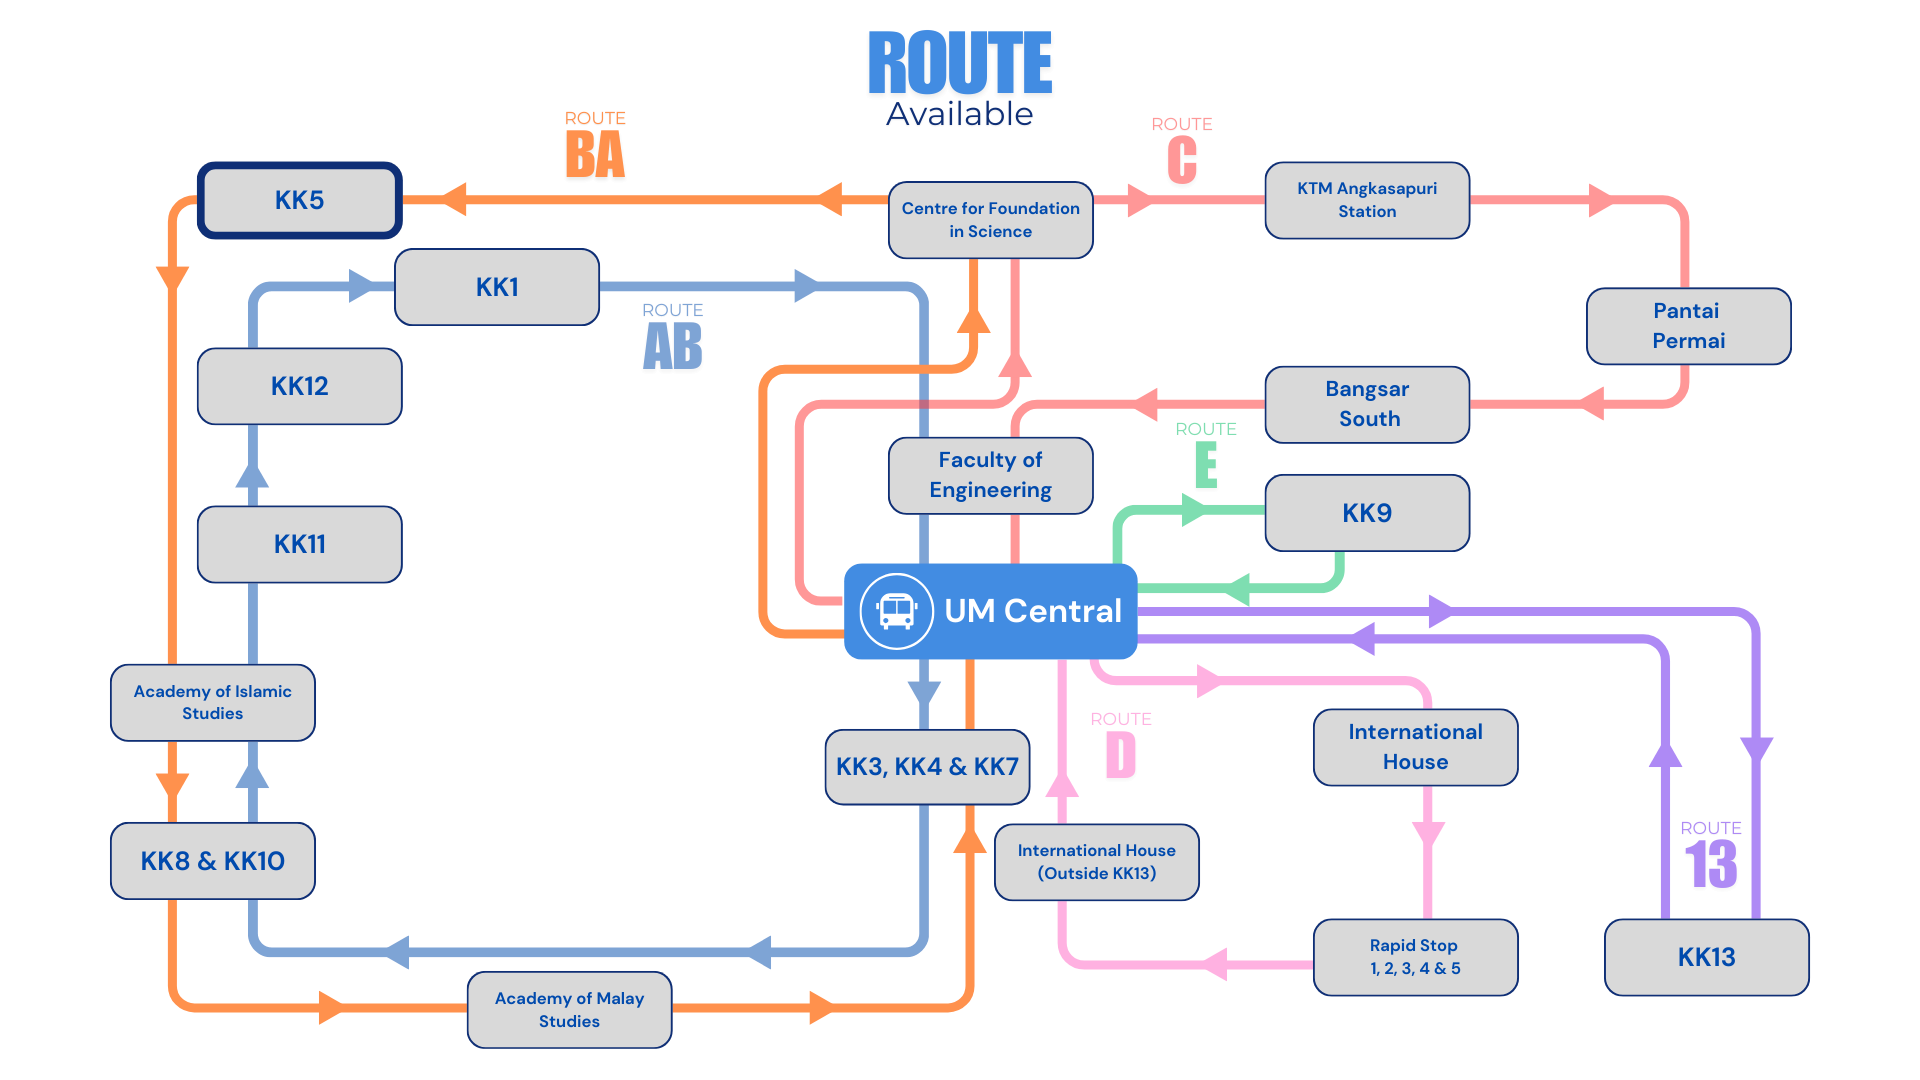 ROUTE
Available
ROUTE
BA
ROUTE
C
KK5
Centre for Foundation
in Science
KTM Angkasapuri
Station
KK1
ROUTE
AB
Pantai
Permai
KK12
Bangsar
South
ROUTE
E
Faculty of
Engineering
KK9
KK11
UM Central
Academy of Islamic
Studies
KK3, KK4 & KK7
ROUTE
D
International
House
KK8 & KK10
International House
(Outside KK13)
ROUTE
13
Rapid Stop
1, 2, 3, 4 & 5
KK13
Academy of Malay
Studies